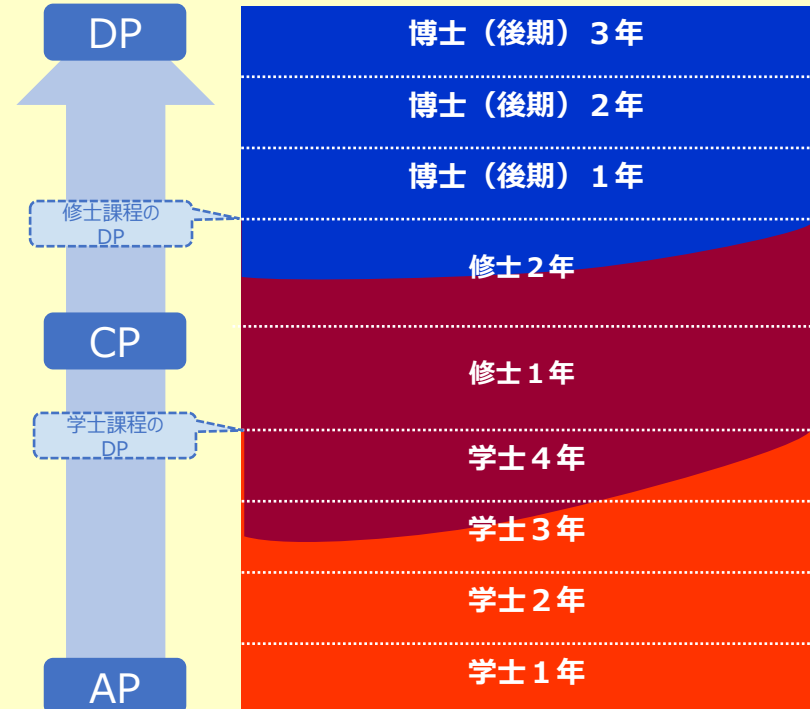 DP
博士（後期）３年
博士（後期）２年
博士（後期）１年
修士課程の
DP
修士２年
CP
修士１年
学士課程の
DP
学士４年
学士３年
学士２年
学士１年
AP